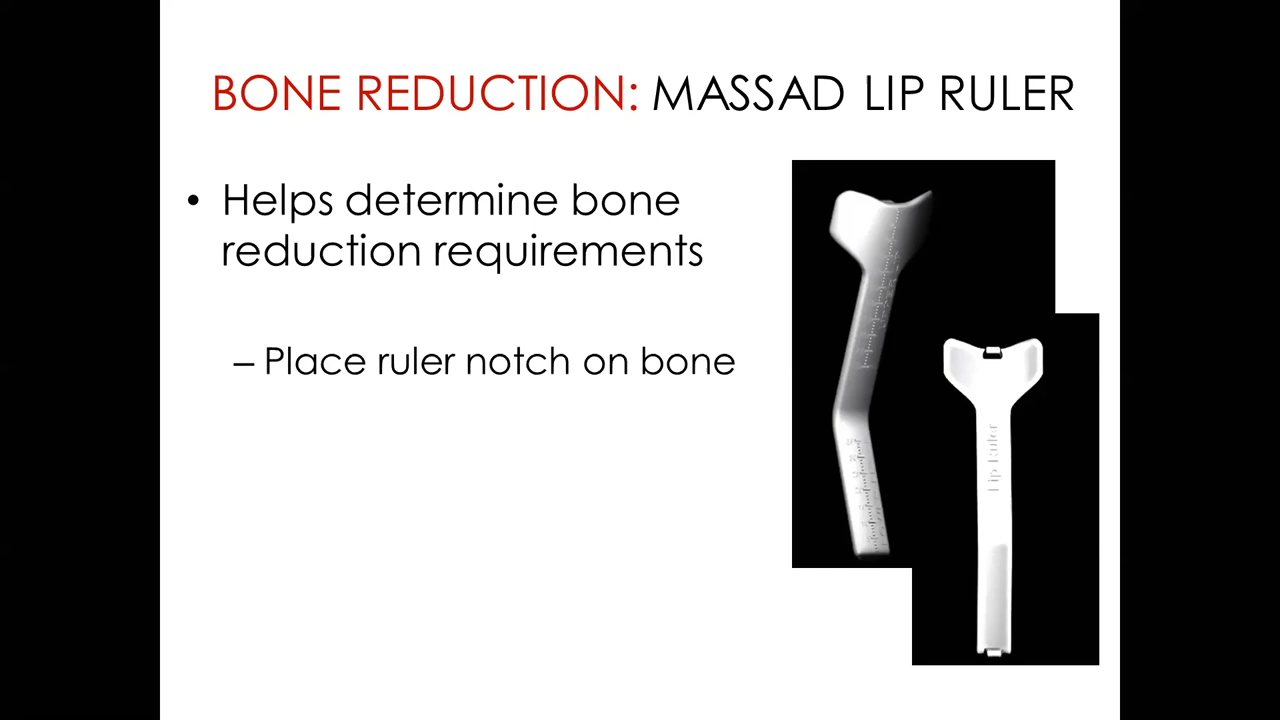 BONE REDUCTION: MASSAD LIP RULER
• Helps determine bone
reduction requirements
– Place ruler notch on bone
Lip Ruler